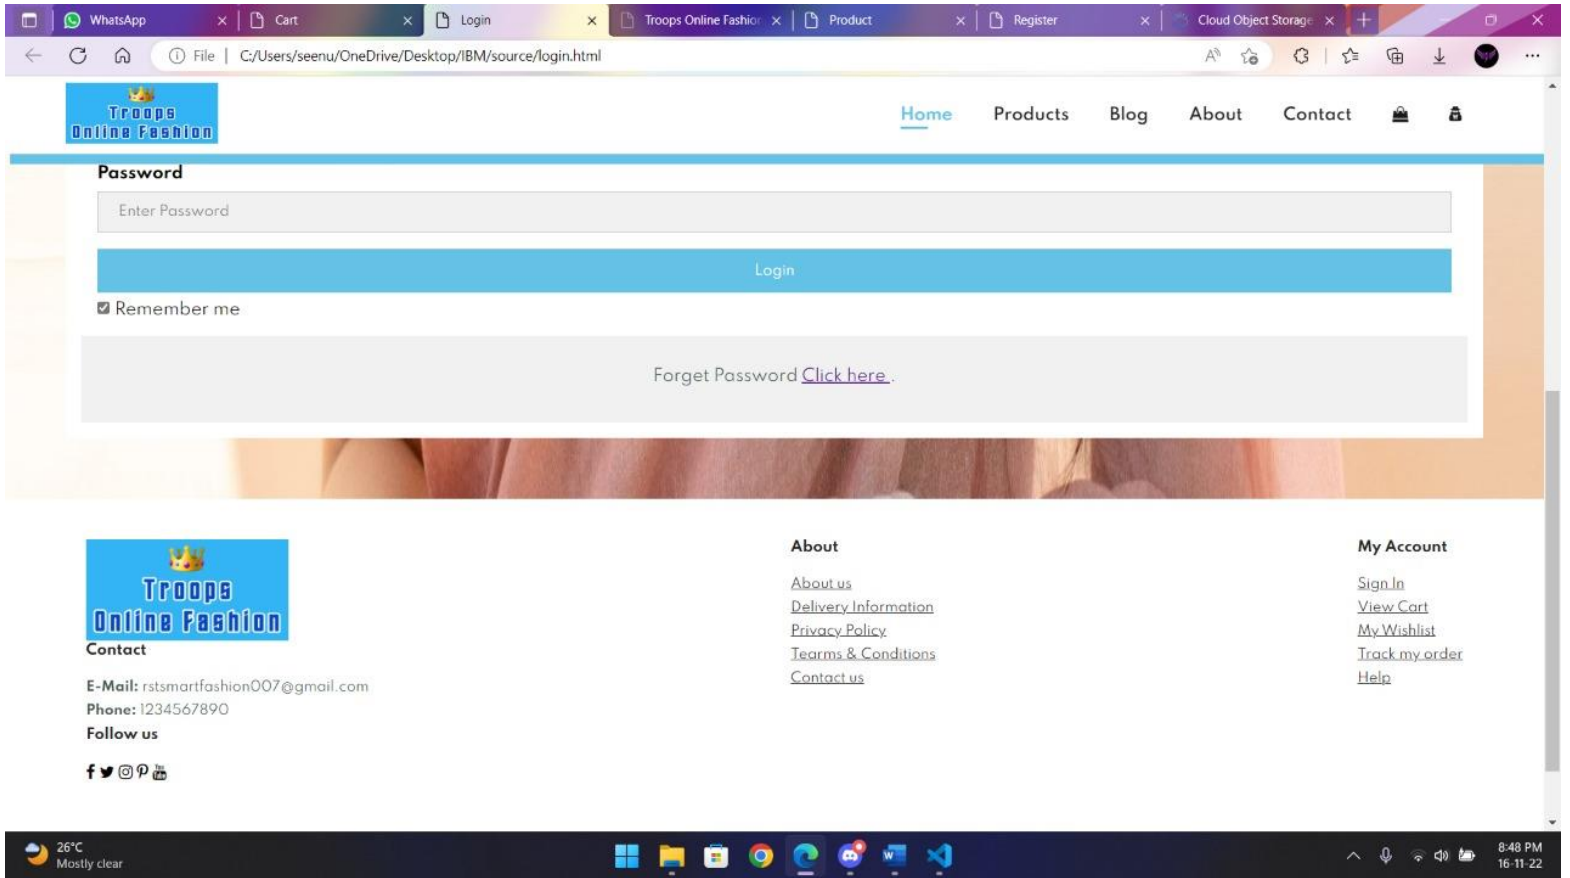 WhatsApp Cart Login Troops Online Fashion Product Register Cloud Object Storage
File C:/Users/seenu/OneDrive/Desktop/IBM/source/login.html
Troops
Online Fashion
Home Products Blog About Contact
Password
Enter Password
Login
Remember me
Forget Password Click here .
Troops
Online Fashion
Contact
E-Mail: rstsmartfashion007@gmail.com
Phone: 1234567890
Follow us
About
About us
Delivery Information
Privacy Policy
Tearms & Conditions
Contact us
My Account
Sign In
View Cart
My Wishlist
Track my order
Help
26°C
Mostly clear
8:48 PM
16-11-22